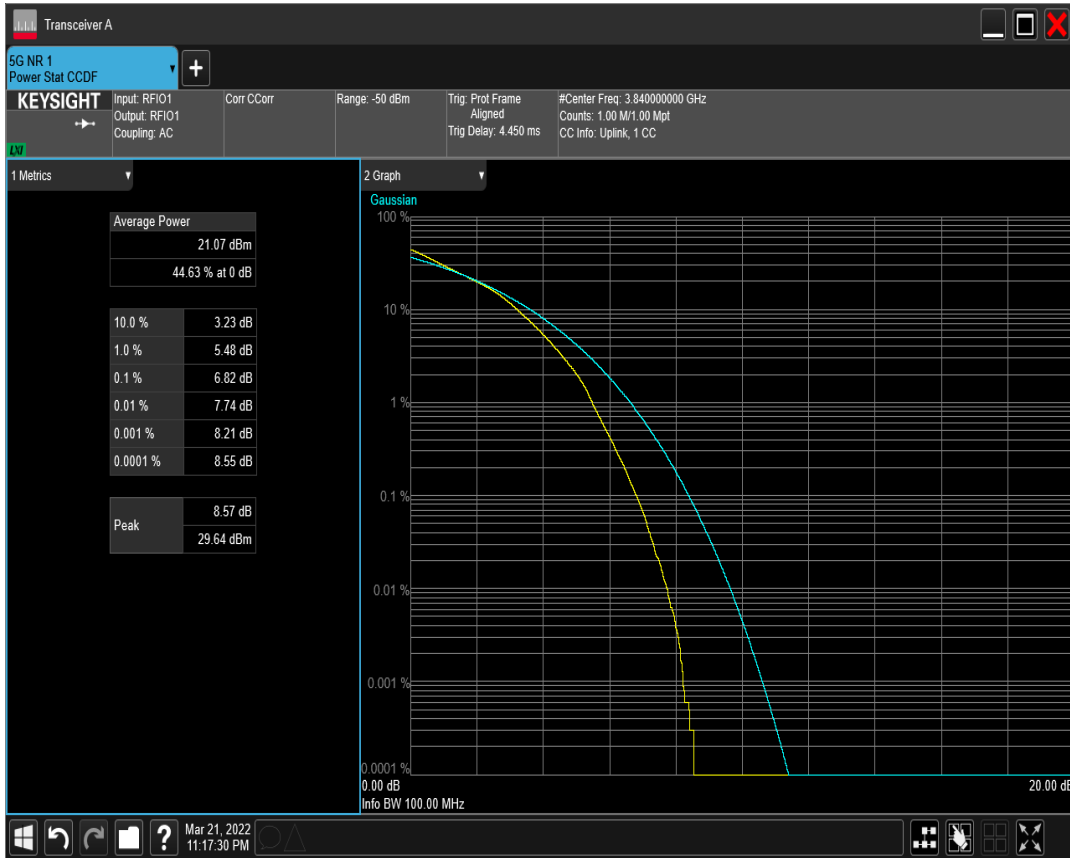 Transceiver A
5G NR 1
Power Stat CCDF
KEYSIGHT
LXI
Input: RFIO1
Output: RFIO1
Coupling: AC
Corr CCorr
Range: -50 dBm
Trig: Prot Frame
Aligned
Trig Delay: 4.450 ms
#Center Freq: 3.840000000 GHz
Counts: 1.00 M/1.00 Mpt
CC Info: Uplink, 1 CC
1 Metrics
Average Power
21.07 dBm
44.63 % at 0 dB
10.0 % 3.23 dB
1.0 % 5.48 dB
0.1 % 6.82 dB
0.01 % 7.74 dB
0.001 % 8.21 dB
0.0001 % 8.55 dB
Peak
8.57 dB
29.64 dBm
2 Graph
Gaussian
100 %
10 %
1 %
0.1 %
0.01 %
0.001 %
0.0001 %
0.00 dB
20.00 dB
Info BW 100.00 MHz
?
Mar 21, 2022
11:17:30 PM